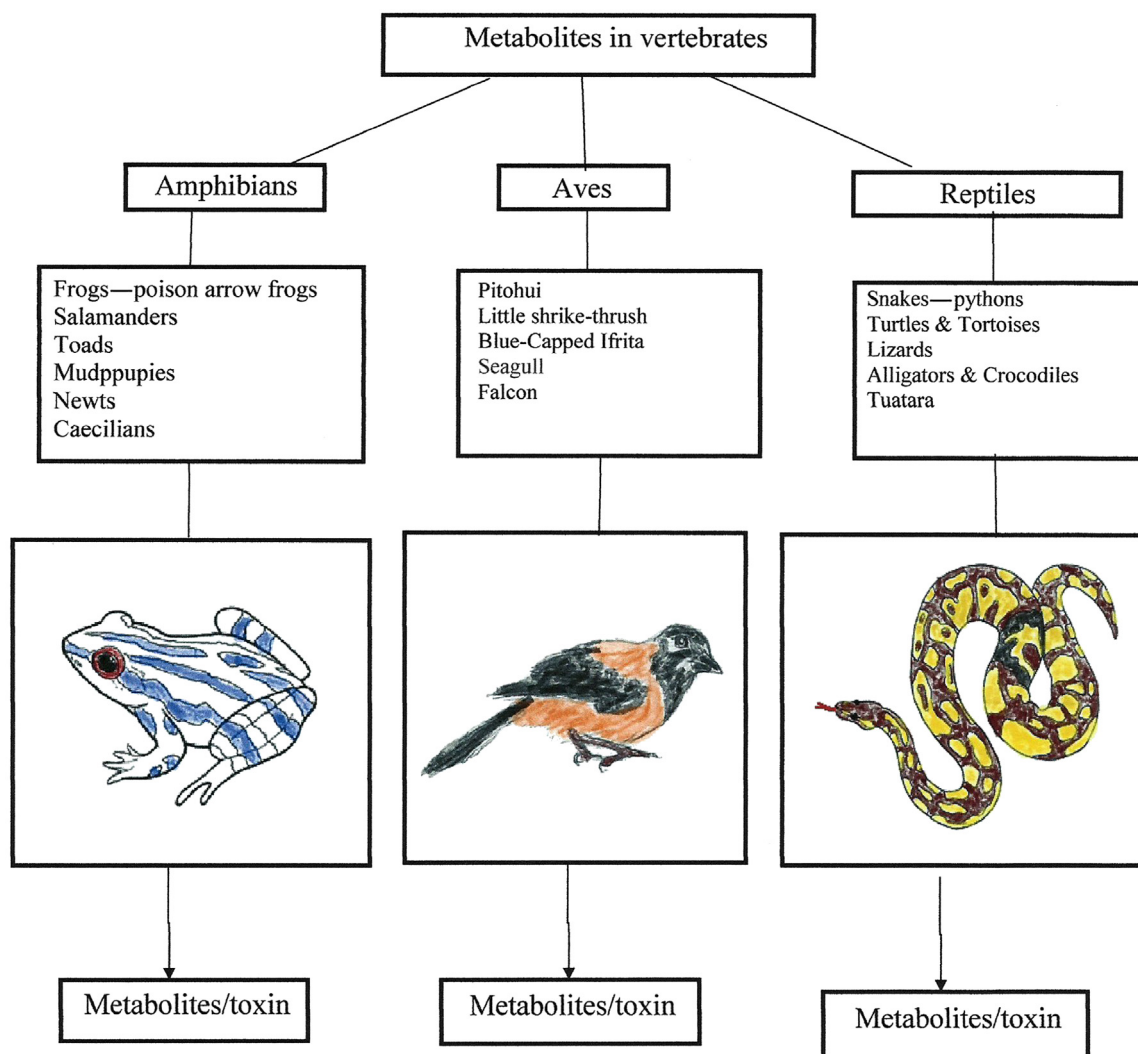 Metabolites in vertebrates
Amphibians
Aves
Reptiles
Frogs—poison arrow frogs
Salamanders
Toads
Mudppupies
Newts
Caecilians
Pitohui
Little shrike-thrush
Blue-Capped Ifrita
Seagull
Falcon
Snakes—pythons
Turtles & Tortoises
Lizards
Alligators & Crocodiles
Tuatara
Metabolites/toxin
Metabolites/toxin
Metabolites/toxin